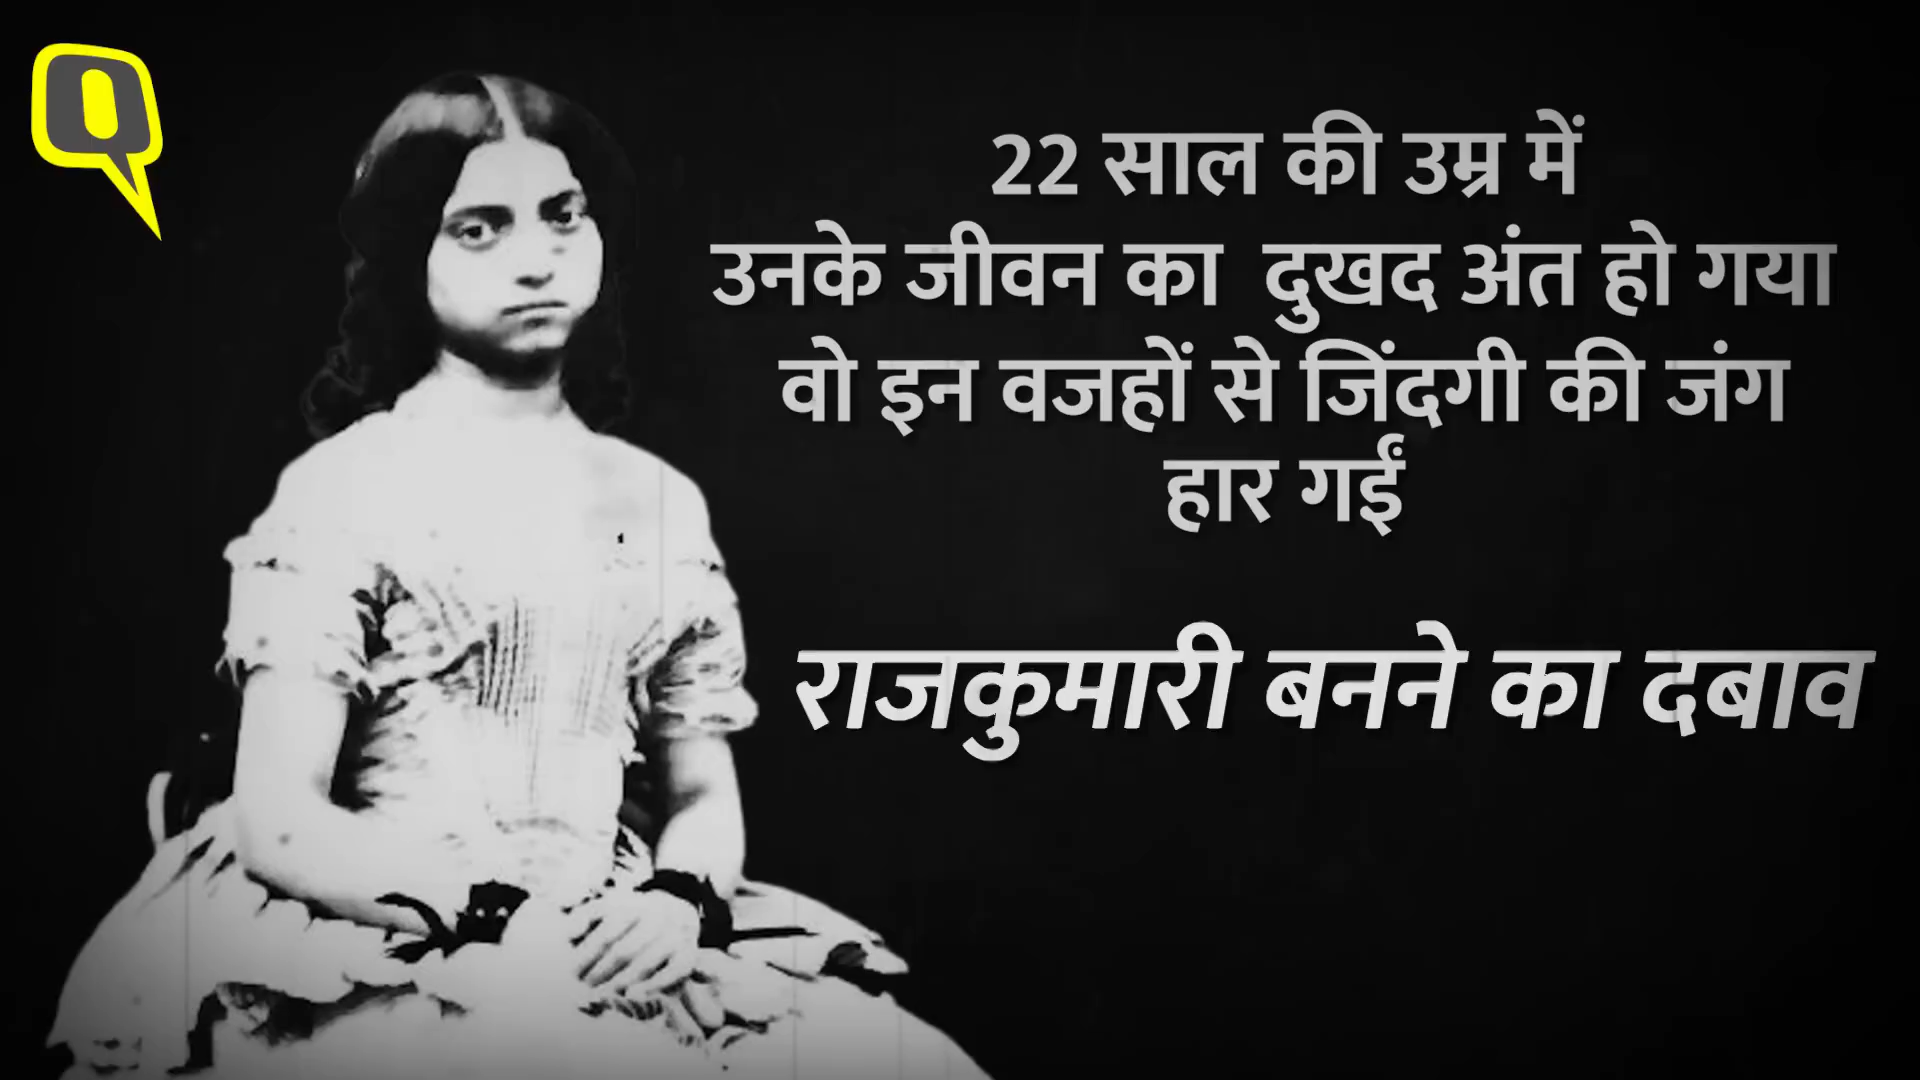 22 साल की उम्र में
उनके जीवन का दुखद अंत हो गया
वो इन वजहों से जिंदगी की जंग
हार गईं
राजकुमारी बनने का दबाव